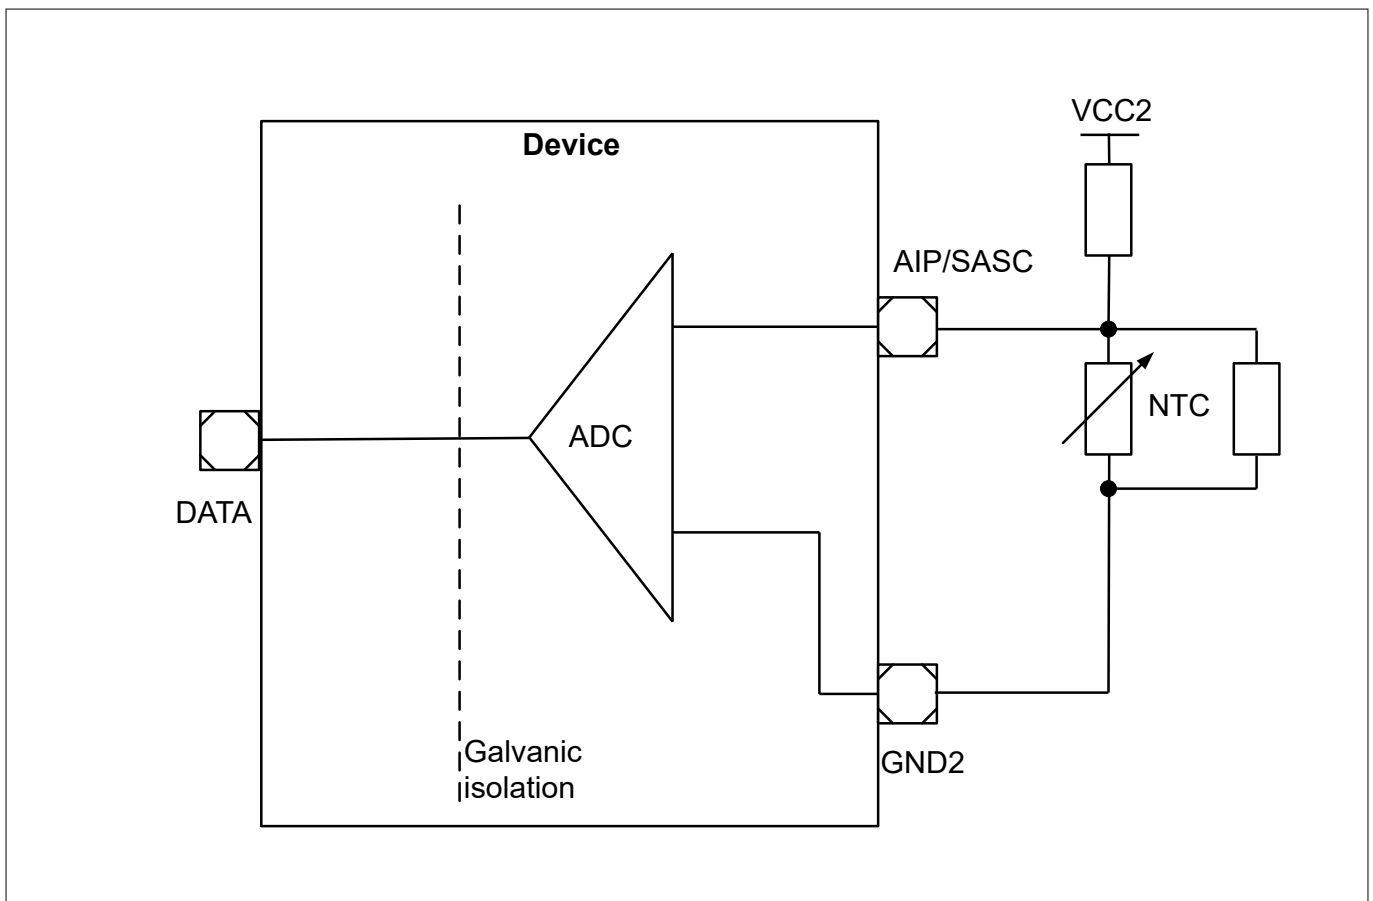 VCC2
Device
AIP/SASC
NTC
ADC
DATA
Galvanic
isolation
GND2